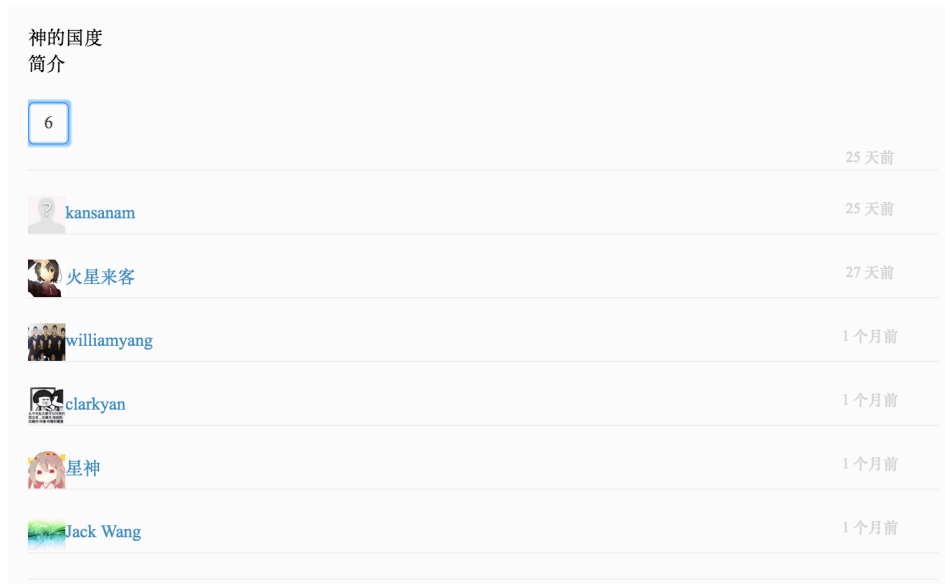 神的国度
简介
6
25 天前
kansanam
25 天前
火星来客
27 天前
williamyang
1 个月前
clarkyan
1 个月前
星神
1 个月前
Jack Wang
1 个月前